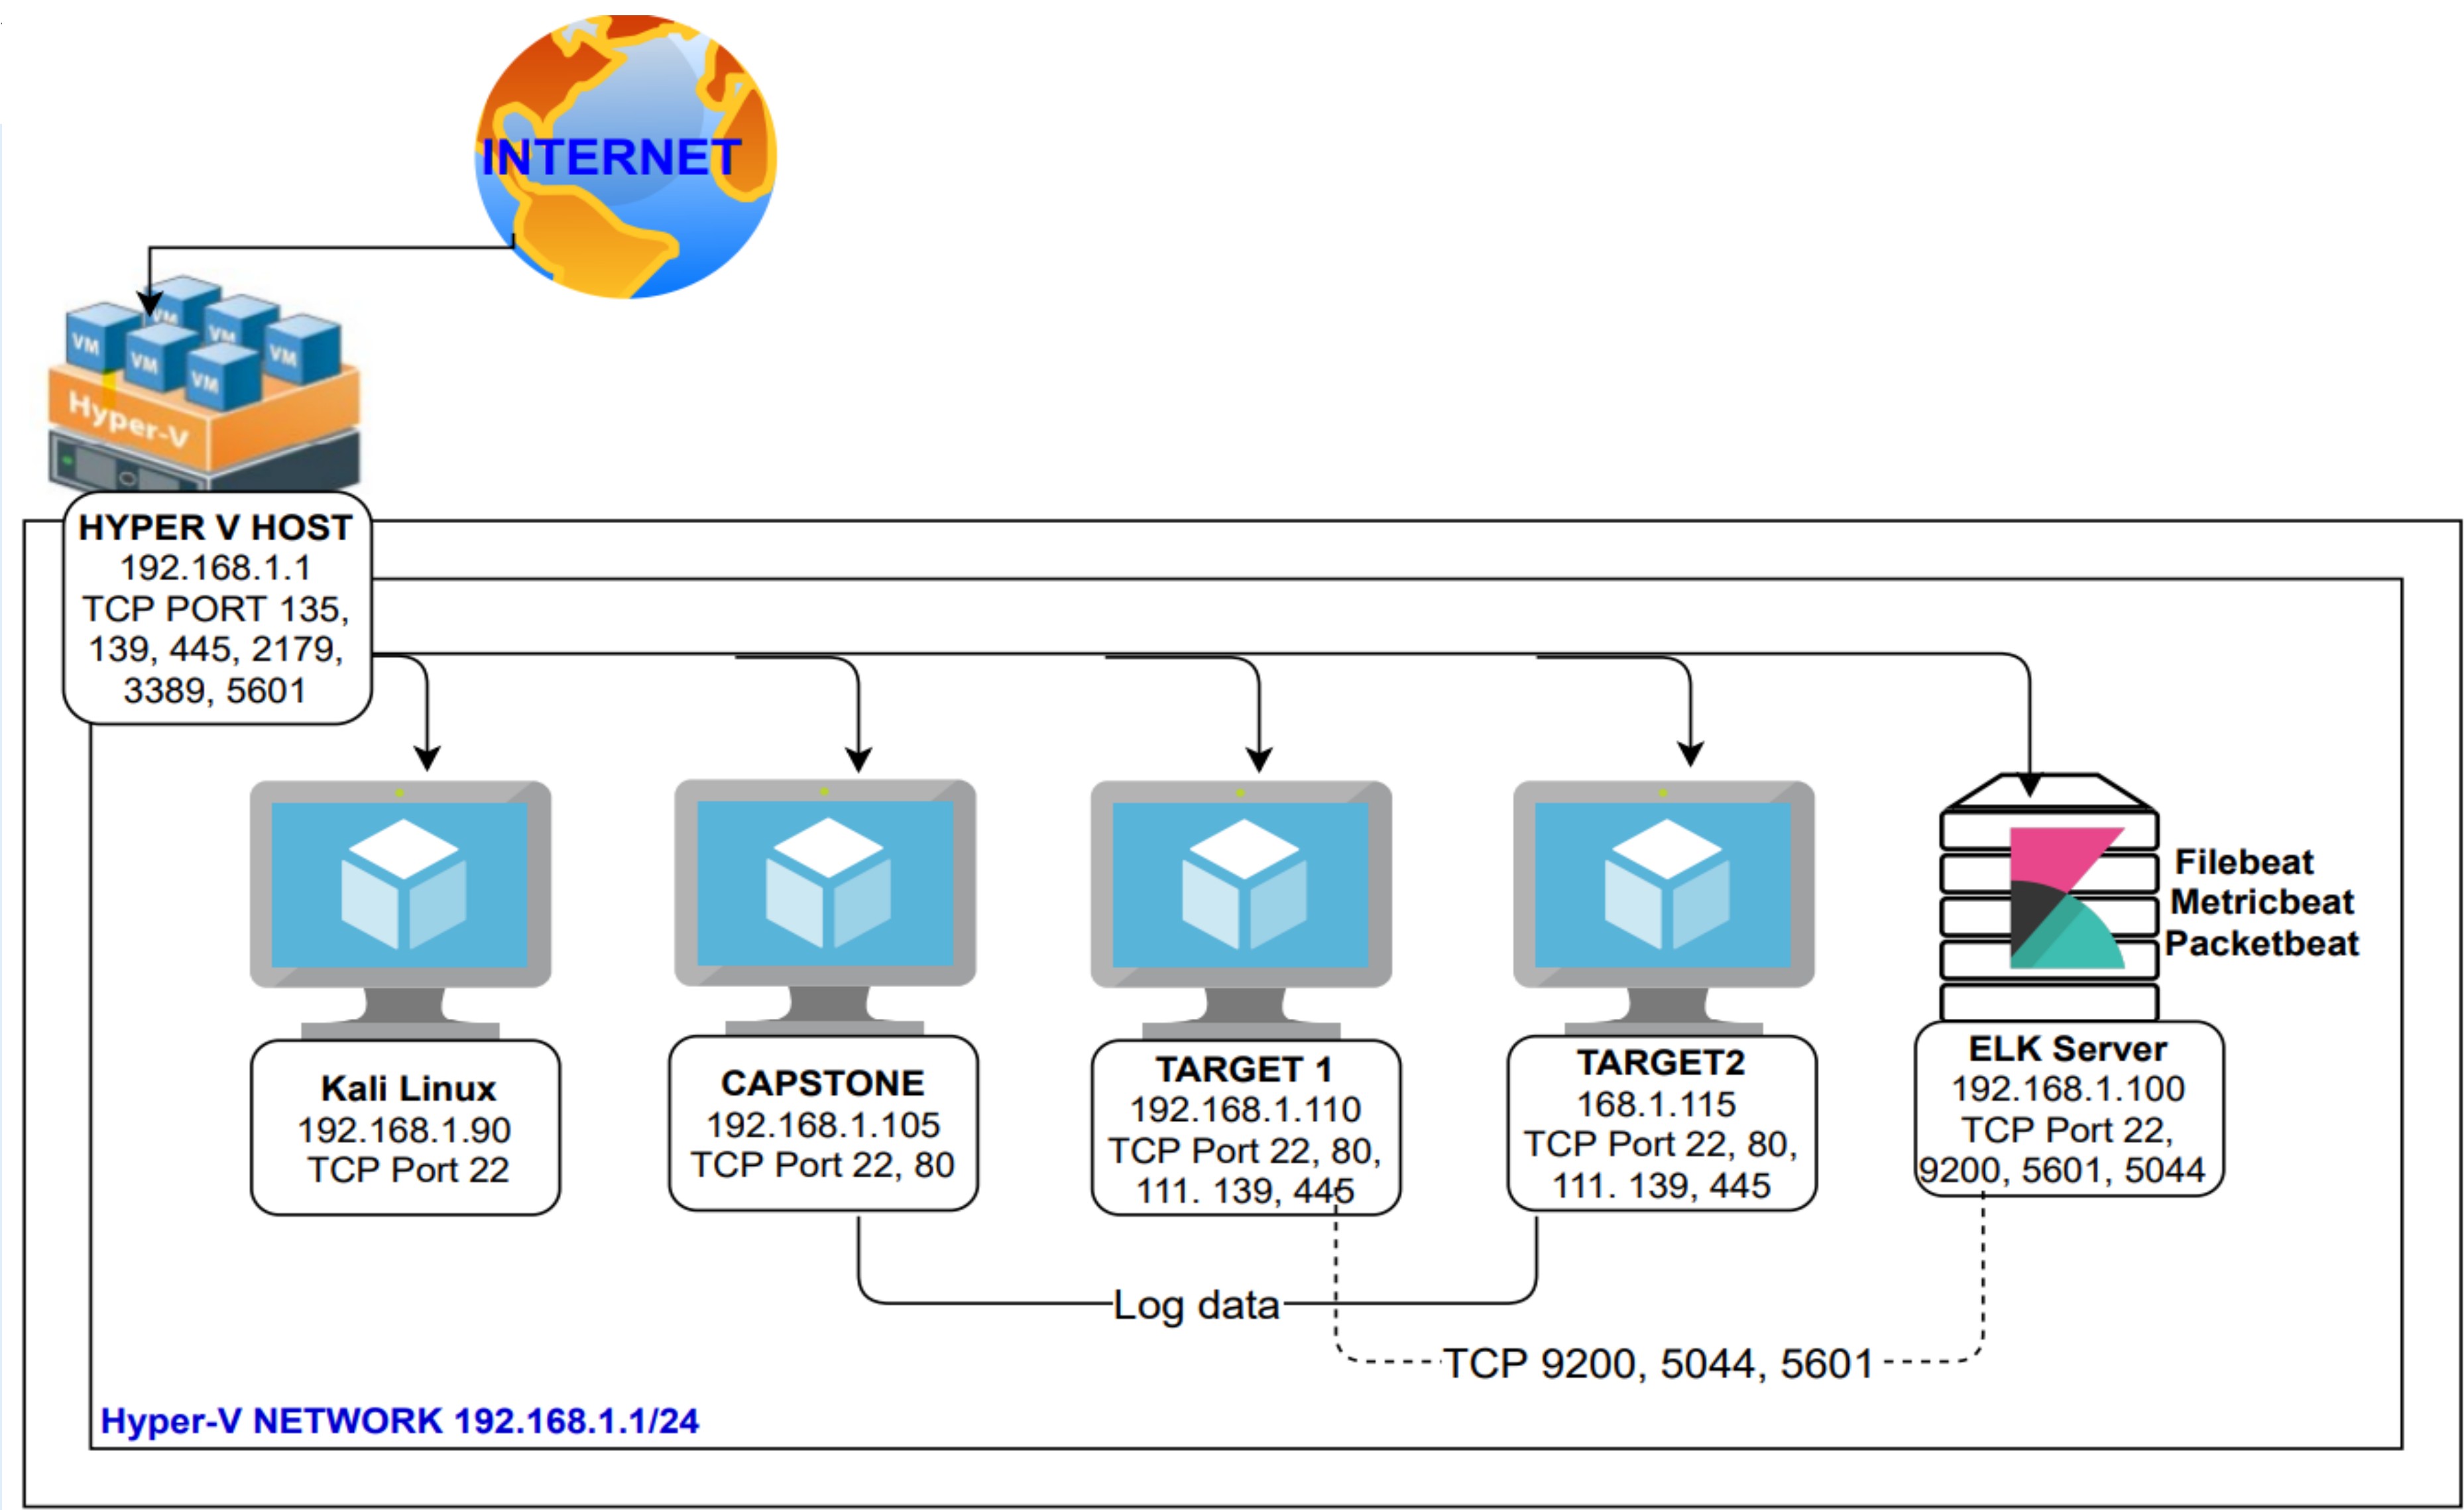 INTERNET
VM
VM
VM
VM
VM
VM
Hyper-V
HYPER V HOST
192.168.1.1
TCP PORT 135,
139, 445, 2179,
3389, 5601
Filebeat
Metricbeat
Packetbeat
Kali Linux
192.168.1.90
TCP Port 22
CAPSTONE
192.168.1.105
TCP Port 22, 80
TARGET 1
192.168.1.110
TCP Port 22, 80,
111. 139, 445
TARGET2
168.1.115
TCP Port 22, 80,
111. 139, 445
ELK Server
192.168.1.100
TCP Port 22,
9200, 5601, 5044
Log data
TCP 9200, 5044, 5601
Hyper-V NETWORK 192.168.1.1/24